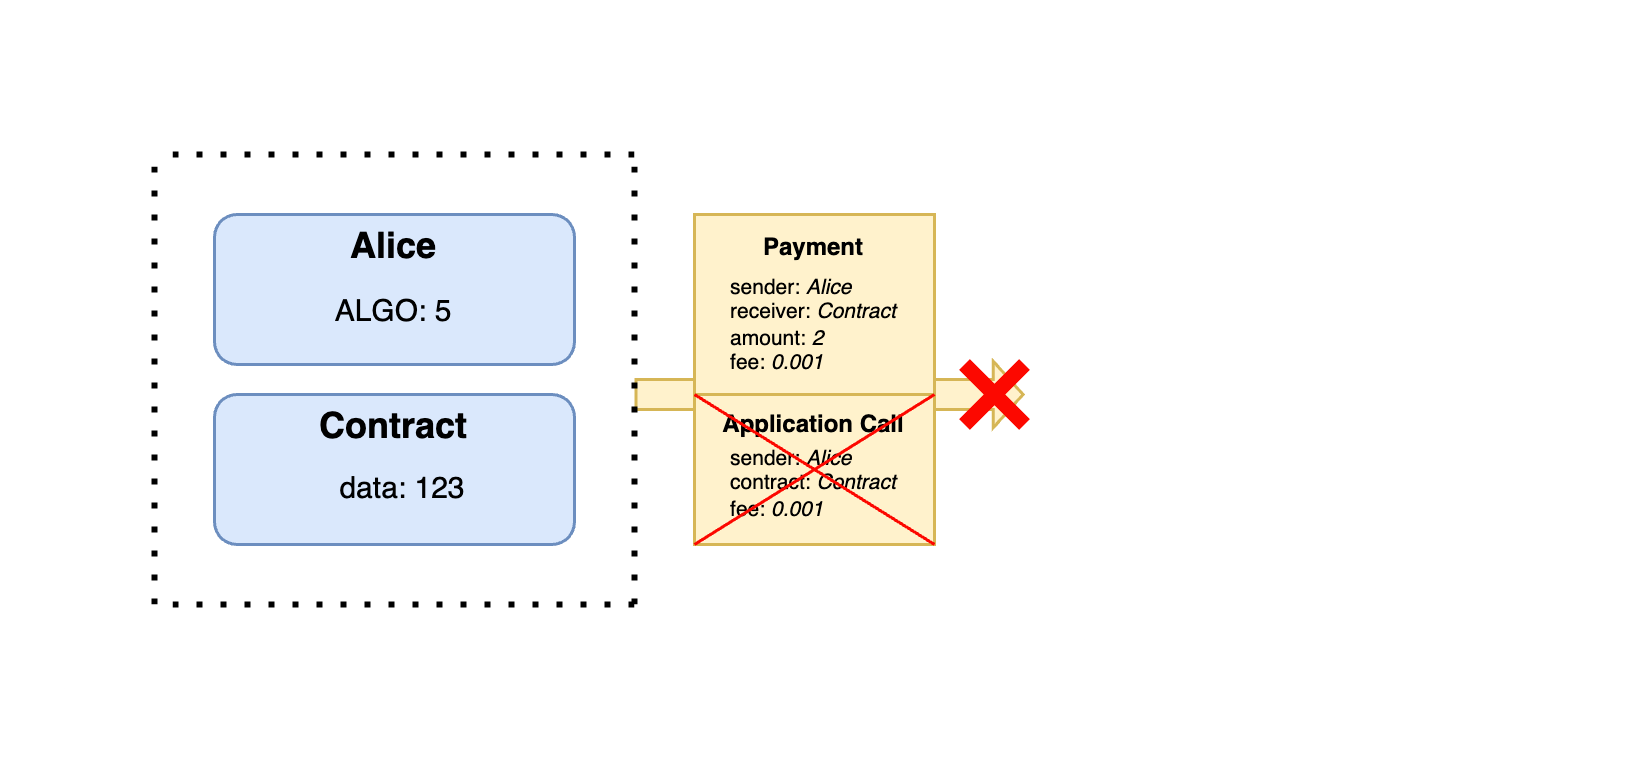 Alice
ALGO: 5
Contract
data: 123
Payment
sender: Alice
receiver: Contract
amount: 2
fee: 0.001
Application Call
sender: Alice
contract: Contract
fee: 0.001